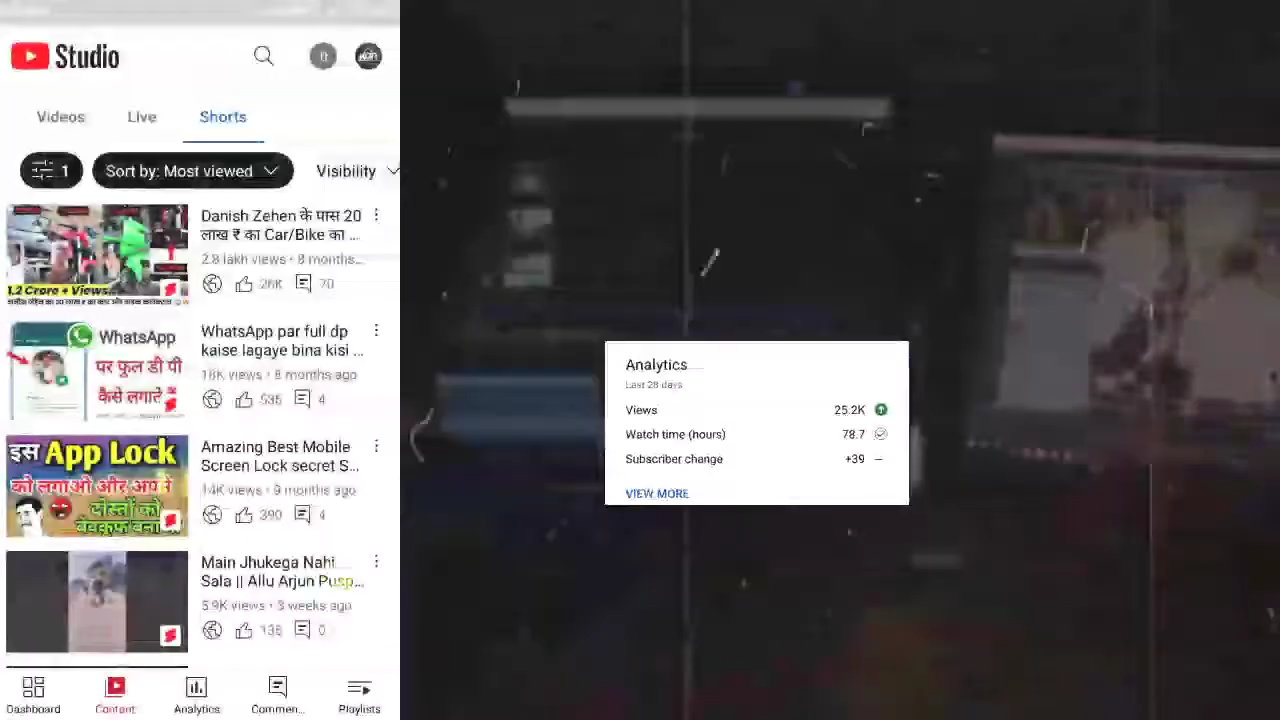 Studio
Videos
Live
Shorts
1
Sort by: Most viewed
Visibility
Danish Zehen के पास 20
लाख ₹ का Car/Bike का ...
2.8 lakh views • 8 months...
26K
70
1.2 Crore + Views...
WhatsApp
पर फुल डी पी
कैसे लगाते
WhatsApp par full dp
kaise lagaye bina kisi ...
18K views • 8 months ago
4
इस App Lock
को लगाओ और अपने
दोस्तों को
बेवकूफ बना
Amazing Best Mobile
Screen Lock secret S...
14K views • 9 months ago
390
4
Main Jhukega Nahi
Sala || Allu Arjun Pusp...
5.9K views • 3 weeks ago
0
Dashboard
Content
Analytics
Commen...
Playlists
Analytics
Last 28 days
Views 25.2K
Watch time (hours) 78.7
Subscriber change +39 –
VIEW MORE